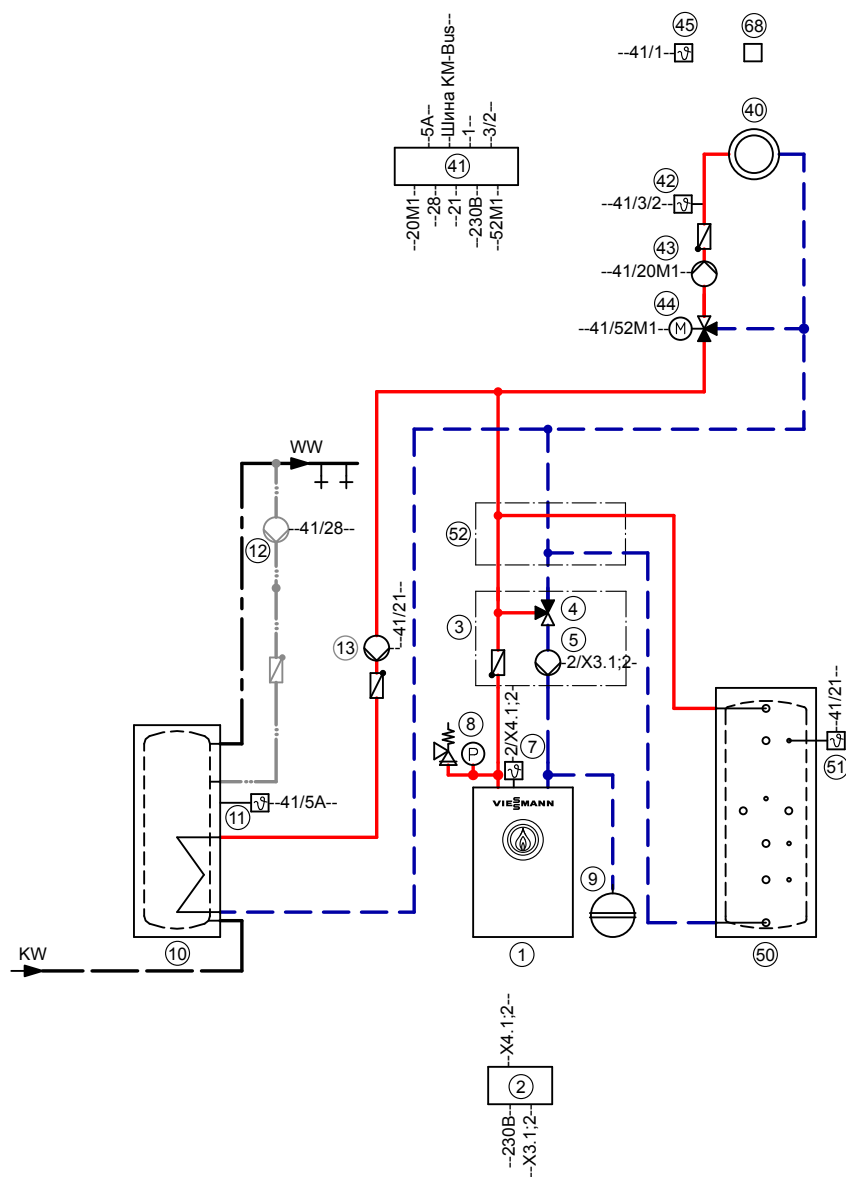 45
68
--41/1--
5A--
Шина KM-Bus--
--1--
3/2--
41
--20M1--
--28--
--21--
--230В--
--52M1--
40
42
--41/3/2--
43
--41/20M1--
44
--41/52M1--
M
WW
--41/28--
12
52
3
4
5
-2/X3.1;2-
13
--41/21--
8
P
2/X4.1;2-
7
--41/21--
51
VIESSMANN
11
--41/5A--
9
KW
10
1
50
--X4.1;2--
2
--230В--
--X3.1;2--